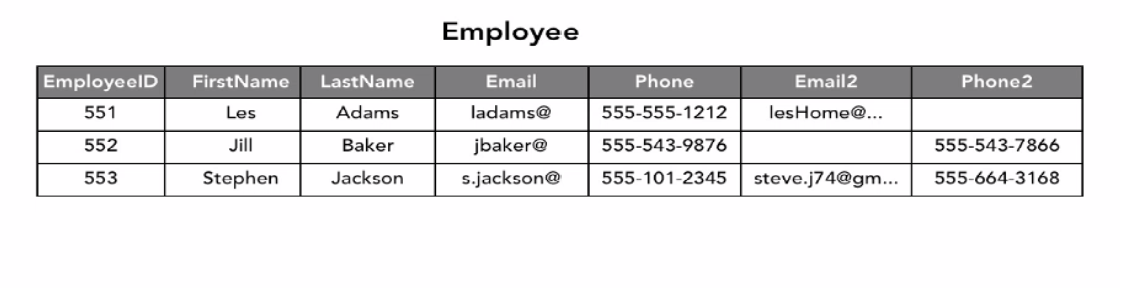 Employee
EmployeeID FirstName LastName Email Phone Email2 Phone2
551 Les Adams ladams@ 555-555-1212 lesHome@...
552 Jill Baker jbaker@ 555-543-9876 555-543-7866
553 Stephen Jackson s.jackson@ 555-101-2345 steve.j74@gm... 555-664-3168